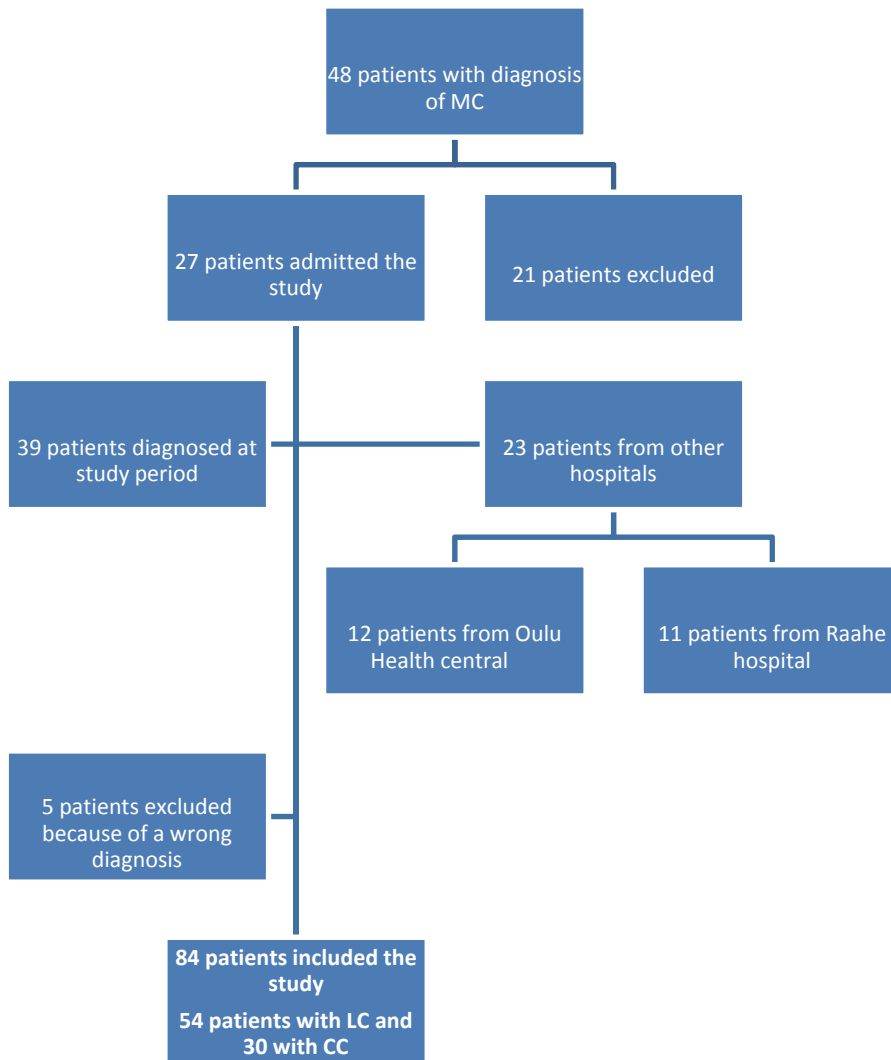 48 patients with diagnosis
of MC
27 patients admitted the
study
21 patients excluded
39 patients diagnosed at
study period
23 patients from other
hospitals
12 patients from Oulu
Health central
11 patients from Raahe
hospital
5 patients excluded
because of a wrong
diagnosis
84 patients included the
study
54 patients with LC and
30 with CC